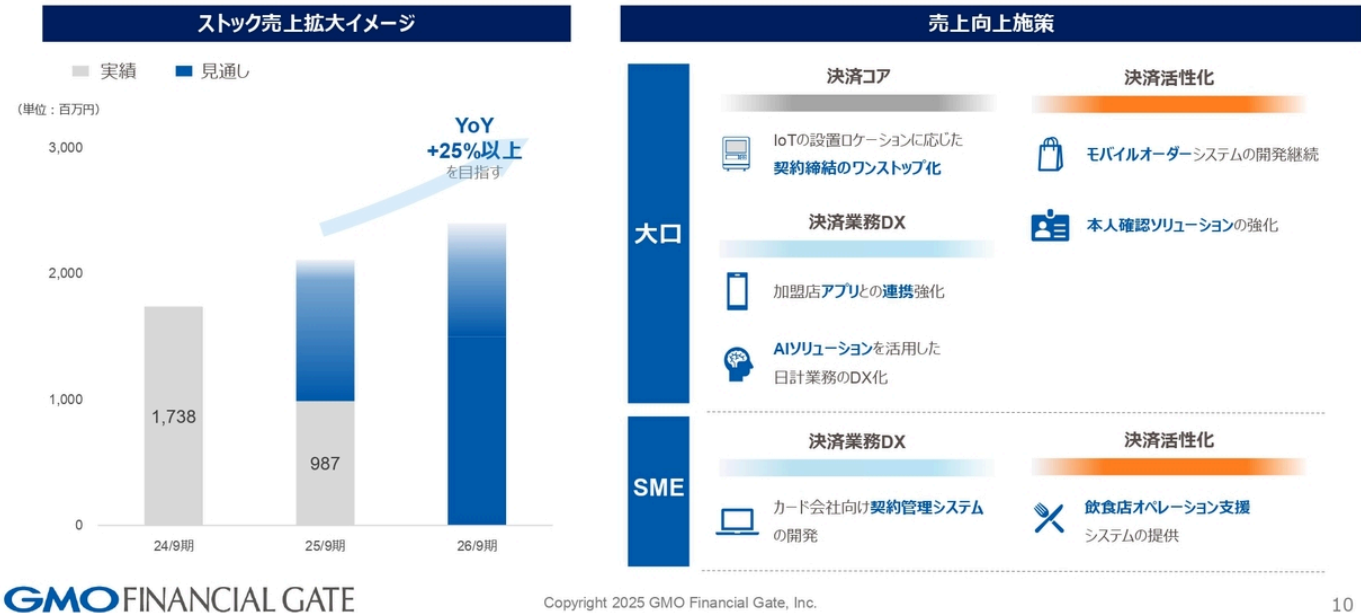 ストック売上拡大イメージ
実績
見通し
(単位：百万円)
3,000
2,000
1,000
0
YoY
+25%以上
を目指す
1,738
987
24/9期
25/9期
26/9期
売上向上施策
大口
決済コア
IoTの設置ロケーションに応じた
契約締結のワンストップ化
決済業務DX
加盟店アプリとの連携強化
AIソリューションを活用した
日計業務のDX化
決済活性化
モバイルオーダーシステムの開発継続
本人確認ソリューションの強化
SME
決済業務DX
カード会社向け契約管理システム
の開発
決済活性化
飲食店オペレーション支援
システムの提供
GMO FINANCIAL GATE
Copyright 2025 GMO Financial Gate, Inc.
10